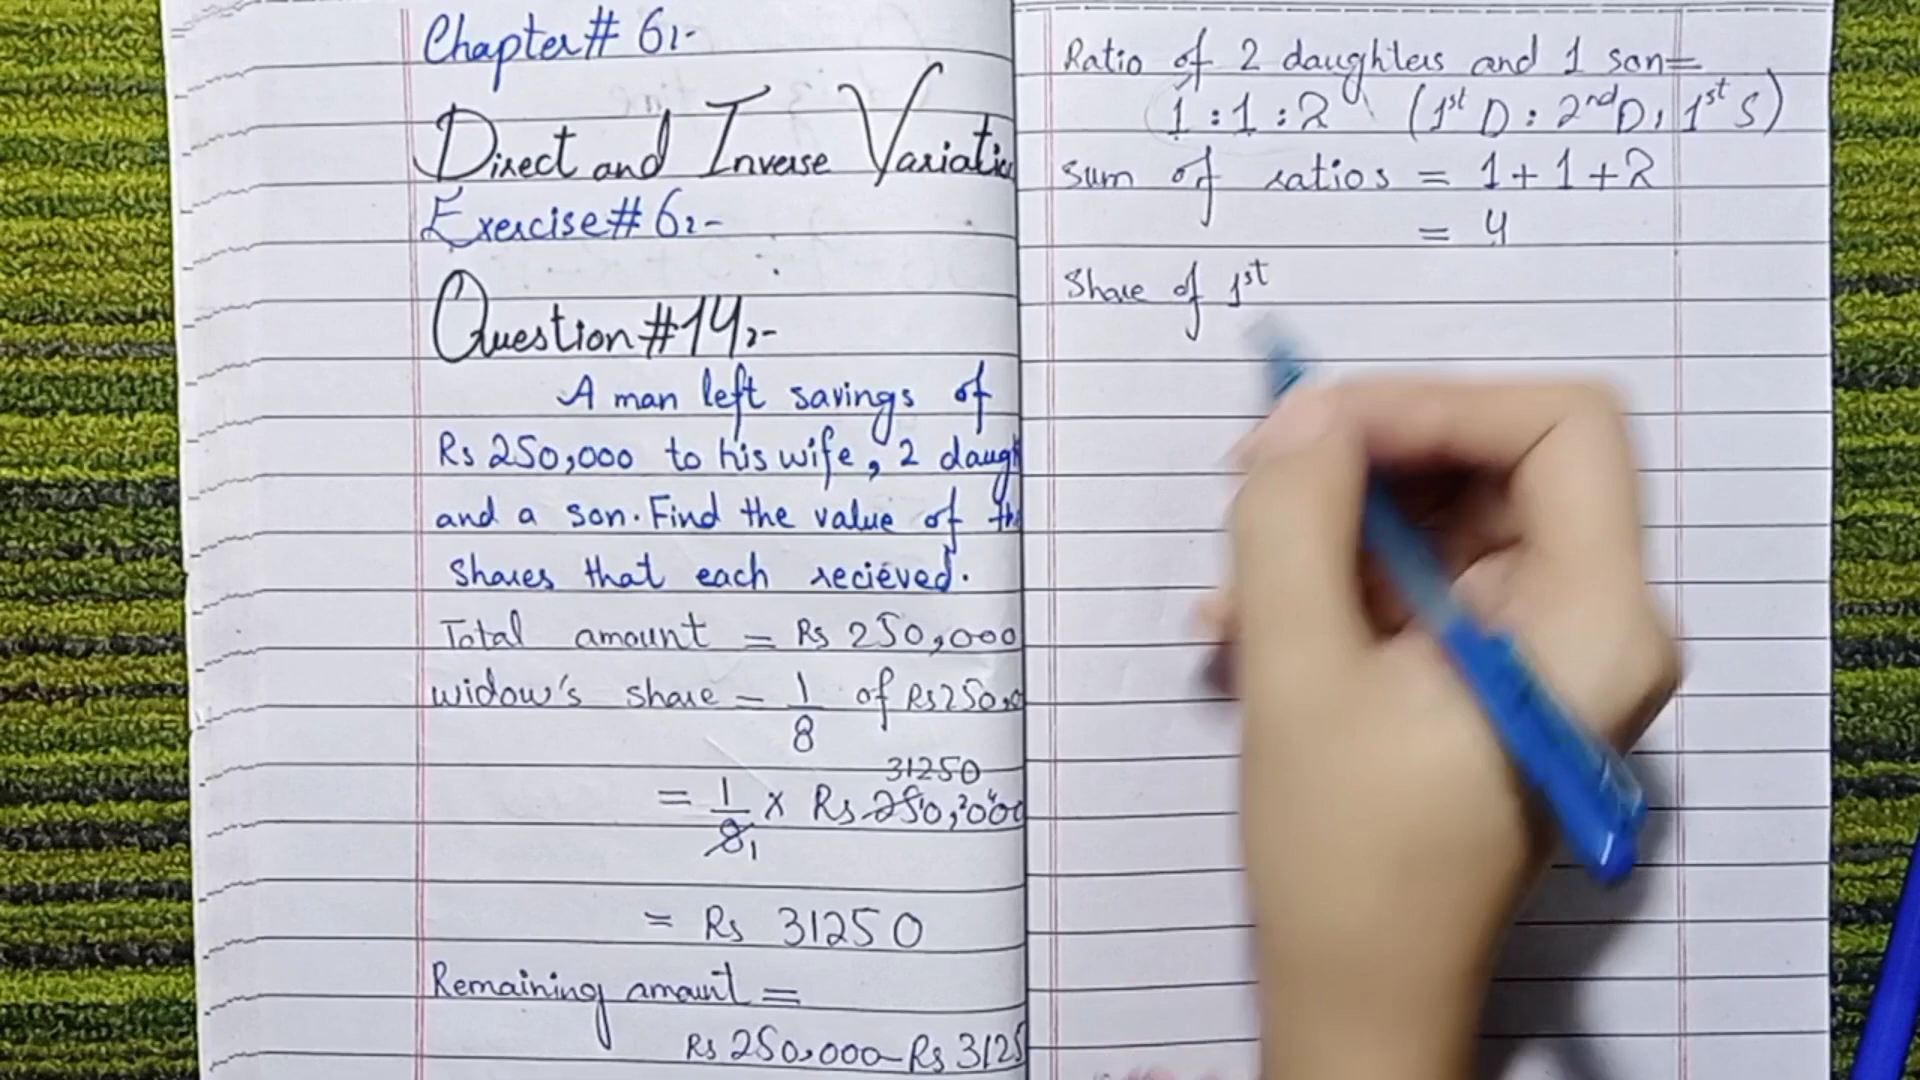 Chapter# 6:-
Direct and Inverse Variatio
Exercise# 6:-
Question #14:-
A man left savings of
Rs 250,000 to his wife, 2 daugh
and a son. Find the value of th
shares that each recieved.
Total amount = Rs 250,000
widow's share = 1/8 of Rs 250,0
31250
= 1/8 1 × Rs 250,000
= Rs 31250
Remaining amount =
Rs 250,000 - Rs 3125
Ratio of 2 daughters and 1 son =
1 : 1 : 2 (1st D : 2nd D : 1st S)
Sum of ratios = 1 + 1 + 2
= 4
Share of 1st